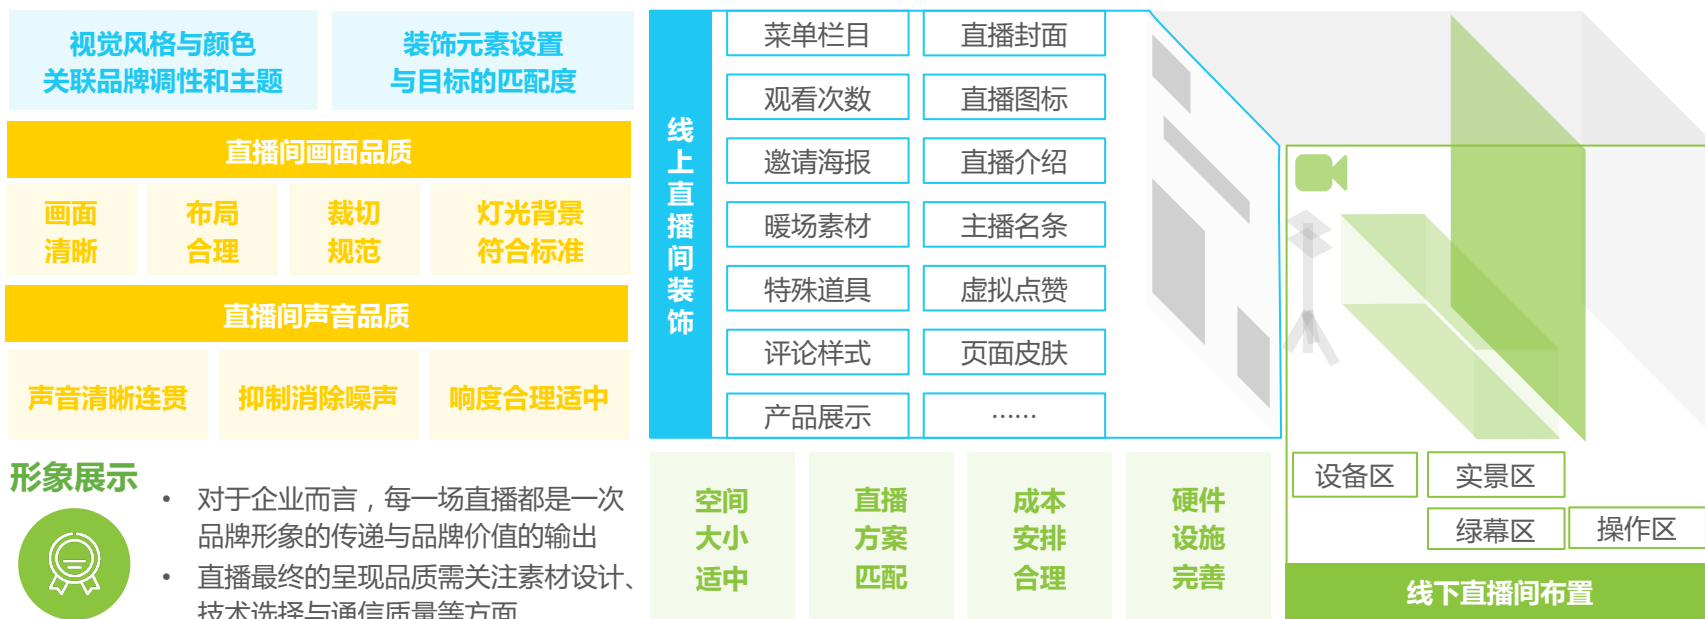 视觉风格与颜色
关联品牌调性和主题
装饰元素设置
与目标的匹配度
直播间画面品质
画面
清晰
布局
合理
裁切
规范
灯光背景
符合标准
直播间声音品质
声音清晰连贯
抑制消除噪声
响度合理适中
形象展示
• 对于企业而言，每一场直播都是一次
品牌形象的传递与品牌价值的输出
• 直播最终的呈现品质需关注素材设计、
技术选择与通信质量等方面
线上直播间装饰
菜单栏目
直播封面
观看次数
直播图标
邀请海报
直播介绍
暖场素材
主播名条
特殊道具
虚拟点赞
评论样式
页面皮肤
产品展示
……
空间
大小
适中
直播
方案
匹配
成本
安排
合理
硬件
设施
完善
设备区
实景区
绿幕区
操作区
线下直播间布置